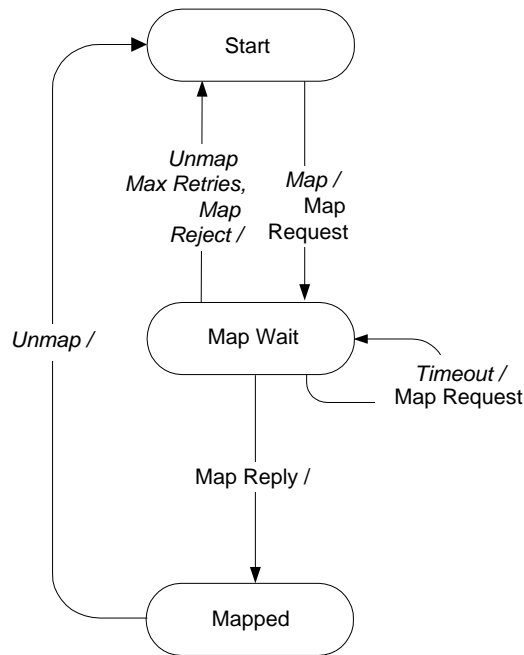 Start
Unmap
Max Retries,
Map
Reject /
Map /
Map
Request
Unmap /
Map Wait
Timeout /
Map Request
Map Reply /
Mapped